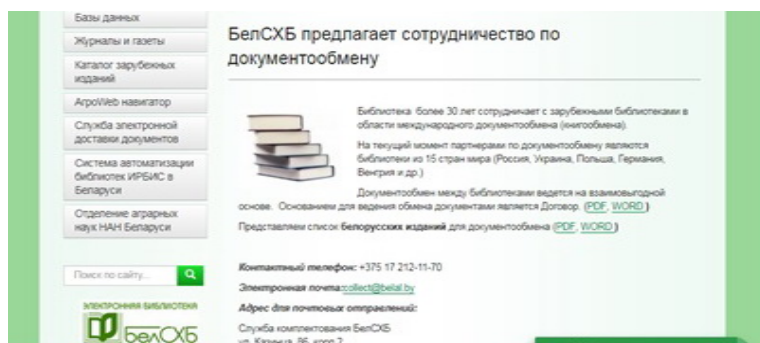 Базы данных
Журналы и газеты
Каталог зарубежных
изданий
АгроWeb навигатор
Служба электронной
доставки документов
Система автоматизации
библиотек ИРБИС в
Беларуси
Отделение аграрных
наук НАН Беларуси
Поиск по сайту...
ЭЛЕКТРОННАЯ БИБЛИОТЕКА
БелСХБ
БелСХБ предлагает сотрудничество по
документообмену
Библиотека более 30 лет сотрудничает с зарубежными библиотеками в
области международного документообмена (книгообмена).
На текущий момент партнерами по документообмену являются
библиотеки из 15 стран мира (Россия, Украина, Польша, Германия,
Венгрия и др.)
Документообмен между библиотеками ведется на взаимовыгодной
основе. Основанием для ведения обмена документами является Договор. (PDF, WORD )
Представляем список белорусских изданий для документообмена (PDF, WORD )
Контактный телефон: +375 17 212-11-70
Электронная почта:collect@belal.by
Адрес для почтовых отправлений:
Служба комплектования БелСХБ
ул. Казинца, 86, корп.2